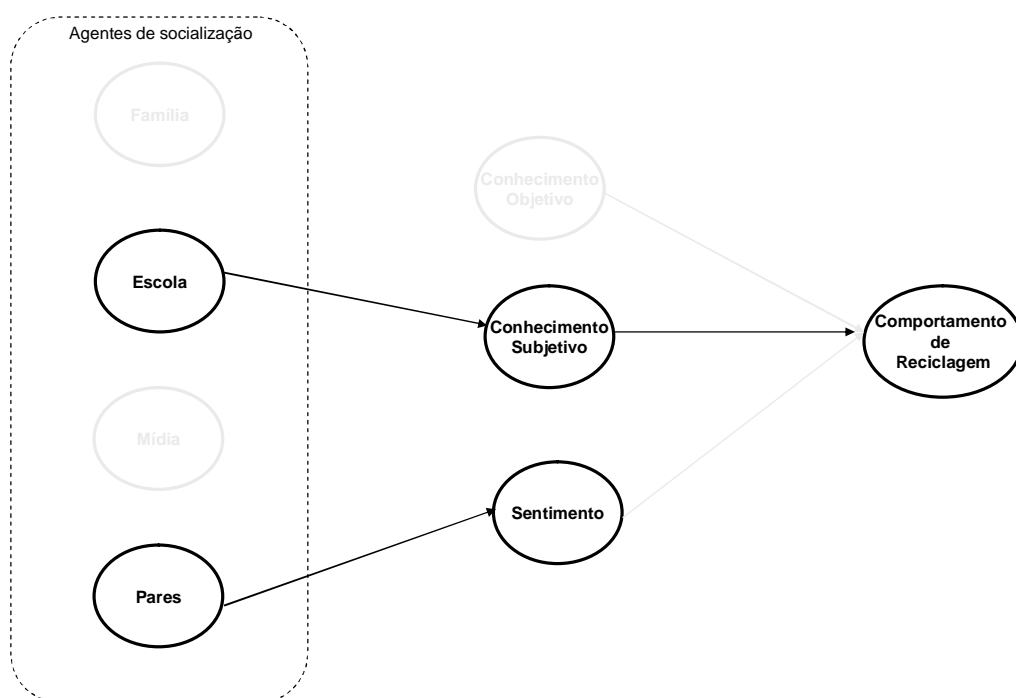 Agentes de socialização
Família
Escola
Mídia
Pares
Conhecimento
Objetivo
Conhecimento
Subjetivo
Sentimento
Comportamento
de
Reciclagem